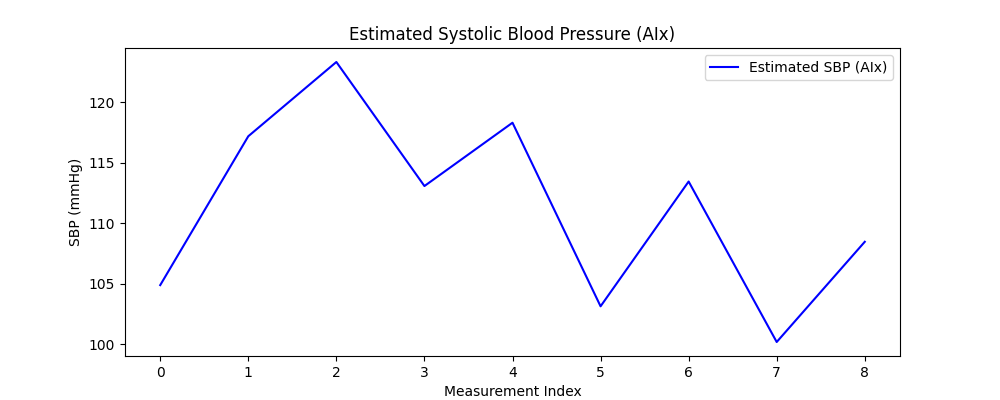 Estimated Systolic Blood Pressure (AIx)
Estimated SBP (AIx)
SBP (mmHg)
120
115
110
105
100
0 1 2 3 4 5 6 7 8
Measurement Index